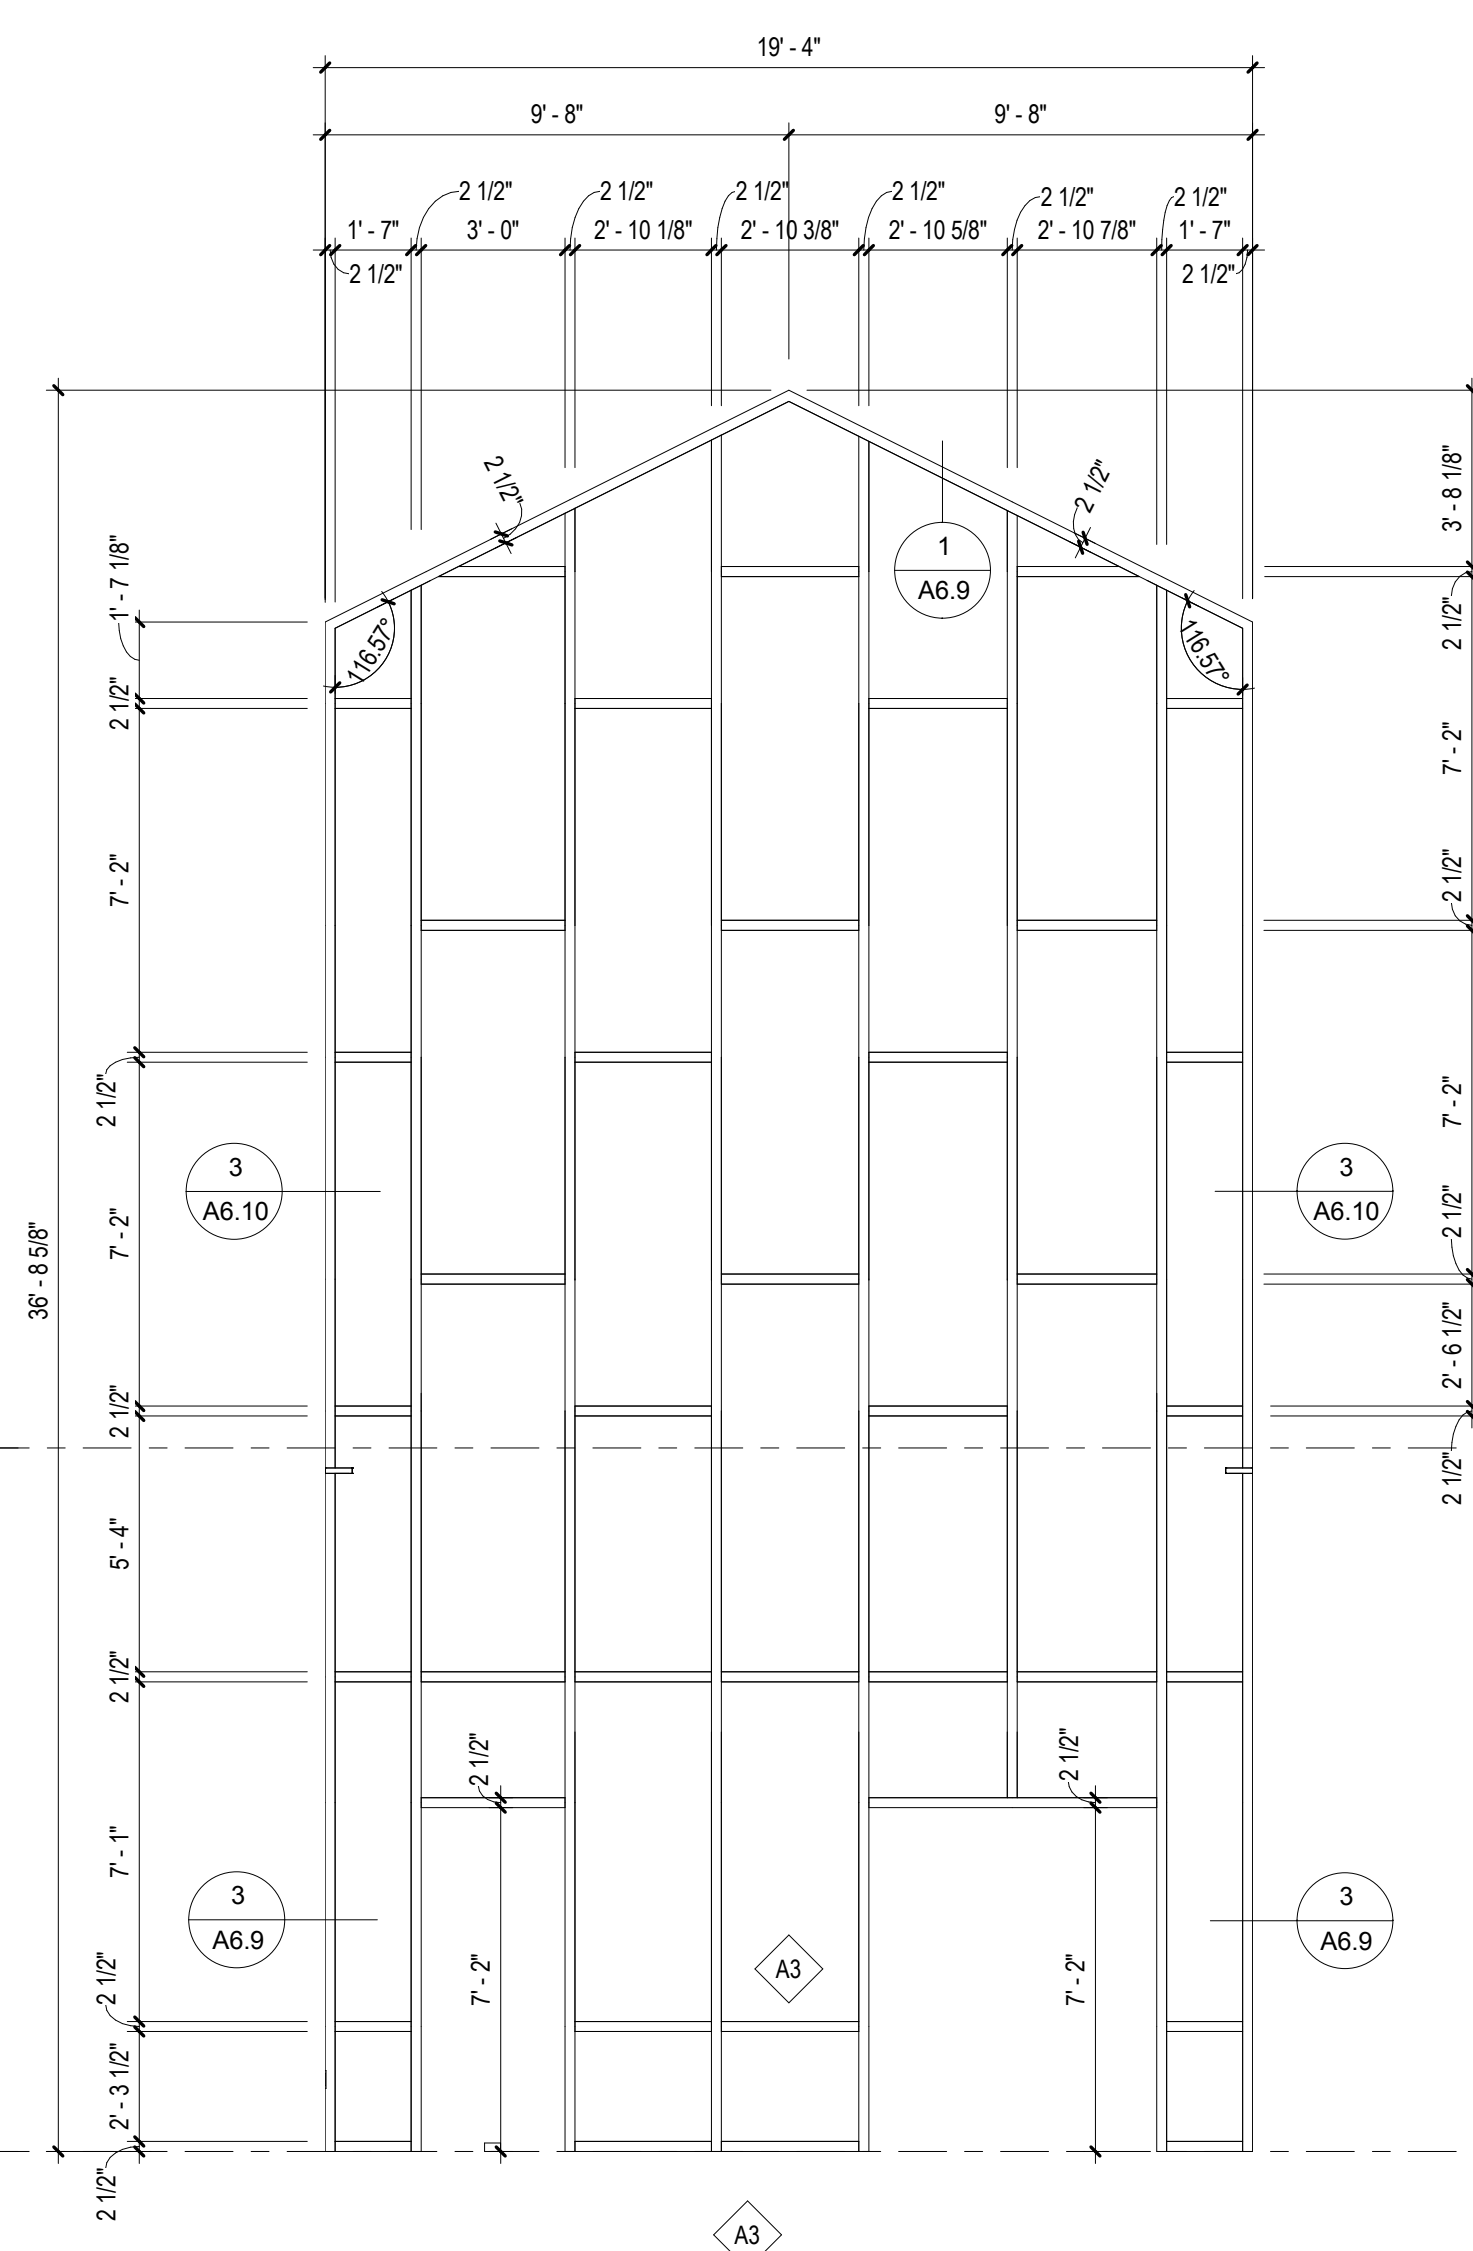 19' - 4"
9' - 8"
9' - 8"
2 1/2"
2 1/2"
2 1/2"
2 1/2"
2 1/2"
2 1/2"
1' - 7"
3' - 0"
2' - 10 1/8"
2' - 10 3/8"
2' - 10 5/8"
2' - 10 7/8"
1' - 7"
2 1/2"
2 1/2"
2 1/2"
2 1/2"
3' - 8 1/8"
1
A6.9
1' - 7 1/8"
116.57°
116.57°
2 1/2"
2 1/2"
7' - 2"
7' - 2"
2 1/2"
2 1/2"
7' - 2"
3
A6.10
3
A6.10
7' - 2"
2 1/2"
36' - 8 5/8"
2' - 6 1/2"
2 1/2"
2 1/2"
5' - 4"
2 1/2"
2 1/2"
2 1/2"
7' - 1"
3
A6.9
3
A6.9
A3
7' - 2"
7' - 2"
2 1/2"
2' - 3 1/2"
2 1/2"
A3